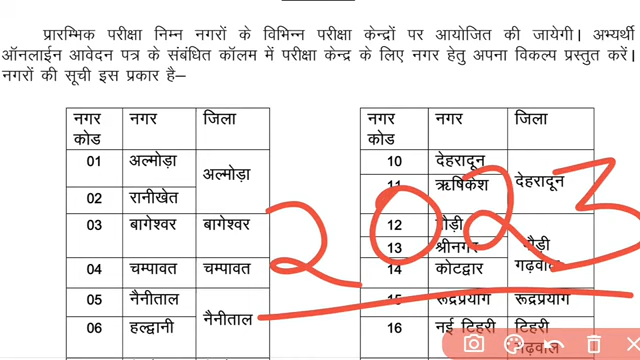 प्रारम्भिक परीक्षा निम्न नगरों के विभिन्न परीक्षा केन्द्रों पर आयोजित की जायेगी। अभ्यर्थी
ऑनलाईन आवेदन पत्र के संबंधित कॉलम में परीक्षा केन्द्र के लिए नगर हेतु अपना विकल्प प्रस्तुत करें।
नगरों की सूची इस प्रकार है–
नगर कोड नगर जिला
01 अल्मोड़ा अल्मोड़ा
02 रानीखेत
03 बागेश्वर बागेश्वर
04 चम्पावत चम्पावत
05 नैनीताल नैनीताल
06 हल्द्वानी
नगर कोड नगर जिला
10 देहरादून देहरादून
11 ऋषिकेश
12 पौड़ी पौडी गढ़वाल
13 श्रीनगर
14 कोटद्वार
15 रूद्रप्रयाग रूद्रप्रयाग
16 नई टिहरी टिहरी गढ़वाल
2023